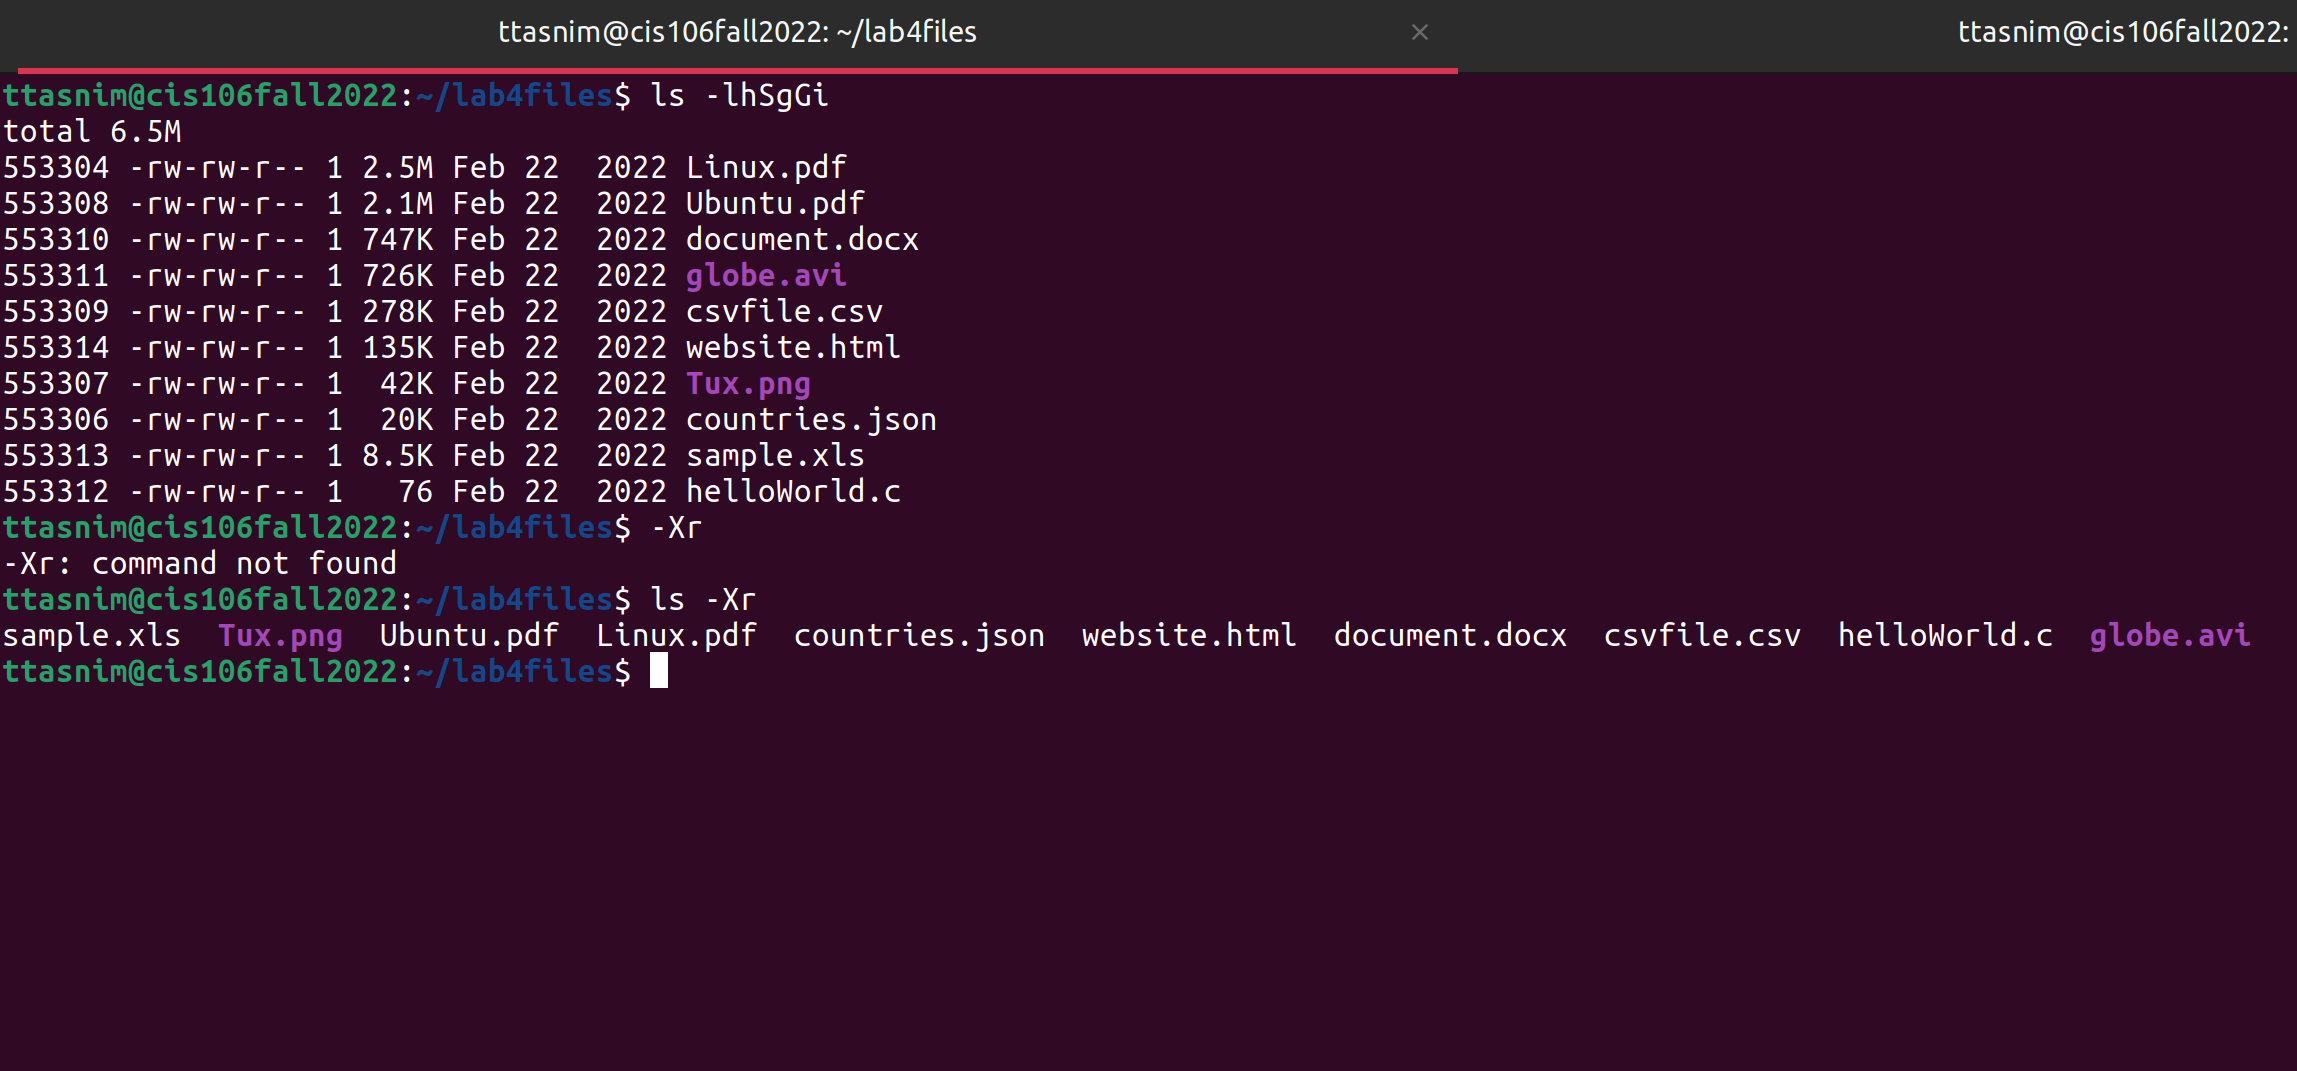 ttasnim@cis106fall2022: ~/lab4files × ttasnim@cis106fall2022:
ttasnim@cis106fall2022:~/lab4files$ ls -lhSgGi
total 6.5M
553304 -rw-rw-r-- 1 2.5M Feb 22  2022 Linux.pdf
553308 -rw-rw-r-- 1 2.1M Feb 22  2022 Ubuntu.pdf
553310 -rw-rw-r-- 1 747K Feb 22  2022 document.docx
553311 -rw-rw-r-- 1 726K Feb 22  2022 globe.avi
553309 -rw-rw-r-- 1 278K Feb 22  2022 csvfile.csv
553314 -rw-rw-r-- 1 135K Feb 22  2022 website.html
553307 -rw-rw-r-- 1  42K Feb 22  2022 Tux.png
553306 -rw-rw-r-- 1  20K Feb 22  2022 countries.json
553313 -rw-rw-r-- 1 8.5K Feb 22  2022 sample.xls
553312 -rw-rw-r-- 1   76 Feb 22  2022 helloWorld.c
ttasnim@cis106fall2022:~/lab4files$ -Xr
-Xr: command not found
ttasnim@cis106fall2022:~/lab4files$ ls -Xr
sample.xls  Tux.png  Ubuntu.pdf  Linux.pdf  countries.json  website.html  document.docx  csvfile.csv  helloWorld.c  globe.avi
ttasnim@cis106fall2022:~/lab4files$